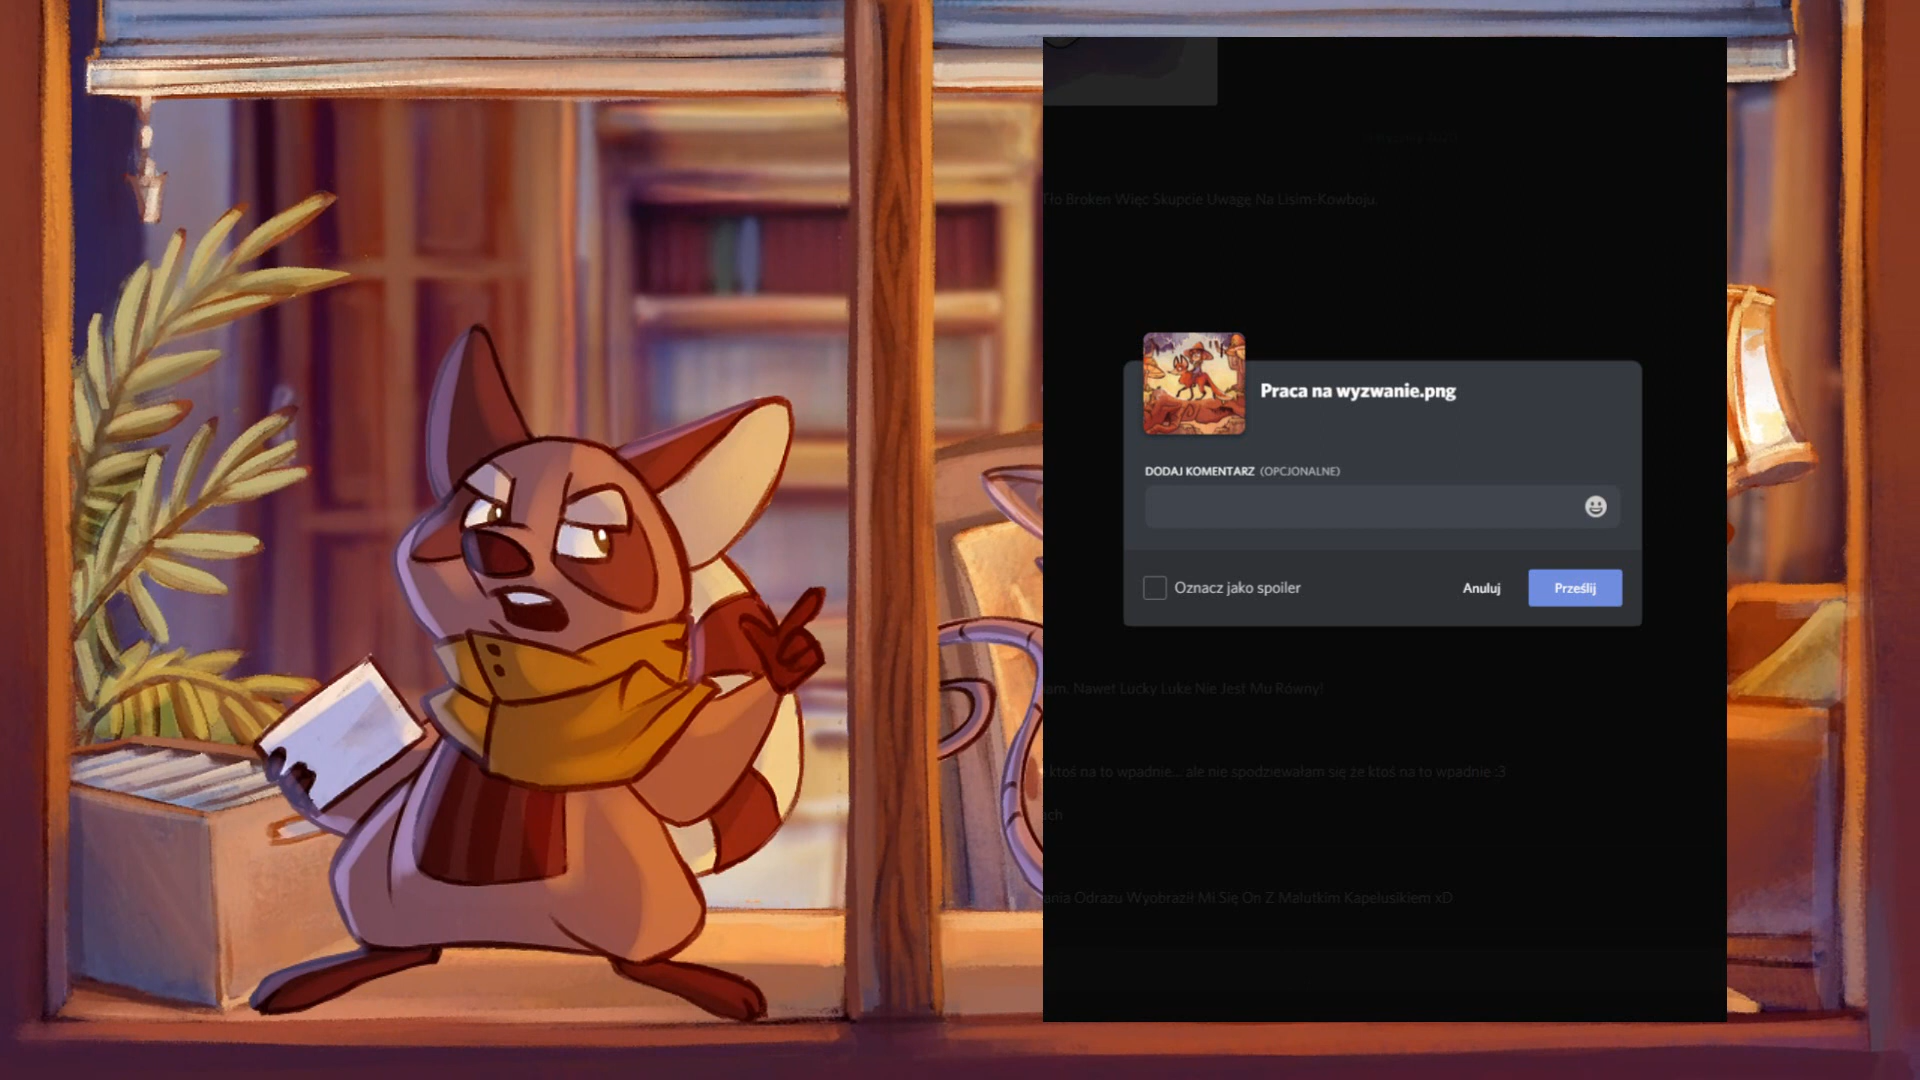 Tło Broken Więc Skupcie Uwagę Na Lisim-Kowboju.
Praca na wyzwanie.png
DODAJ KOMENTARZ (OPCJONALNE)
Oznacz jako spoiler
Anuluj
Prześlij
Nawet Lucky Luke Nie Jest Mu Równy!
ktoś na to wpadnie... ale nie spodziewałam się że ktoś na to wpadnie :3
Odrazu Wyobraził Mi Się On Z Malutkim Kapelusikiem xD